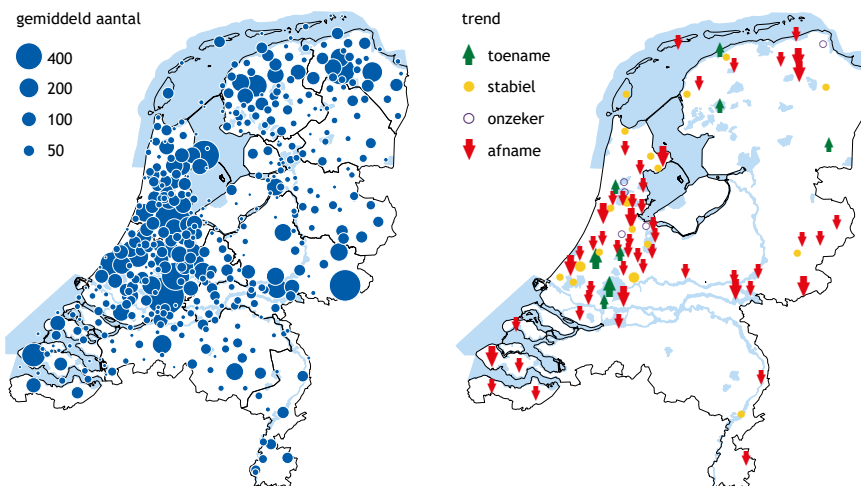 gemiddeld aantal
400
200
100
50
trend
toename
stabiel
onzeker
afname